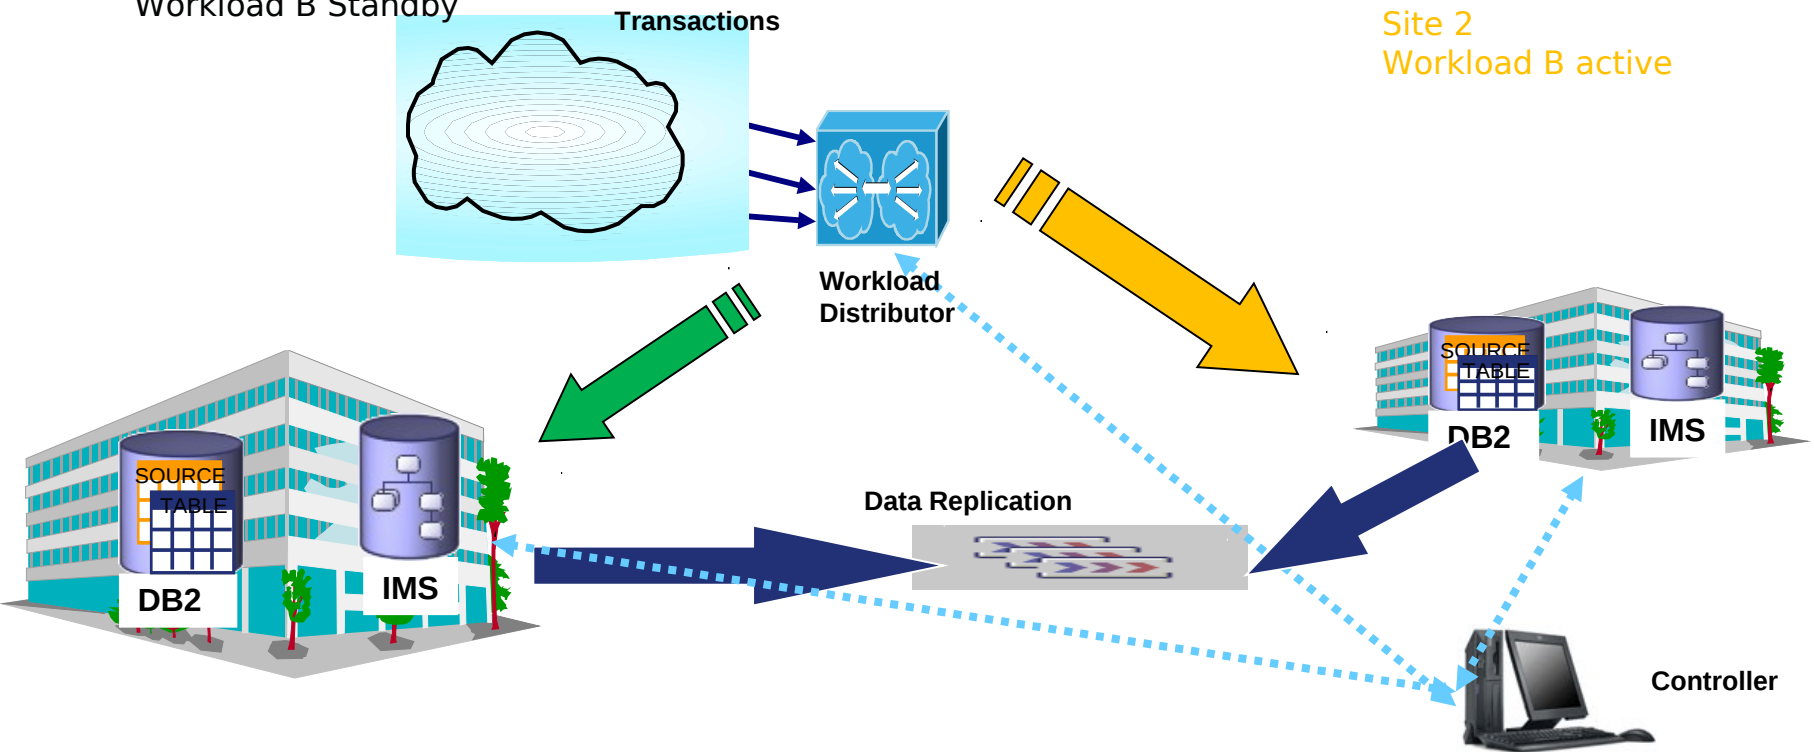 Workload B Standby
Transactions
Site 2
Workload B active
Workload
Distributor
SOURCE
TABLE
DB2
IMS
SOURCE
TABLE
DB2
IMS
Data Replication
Controller